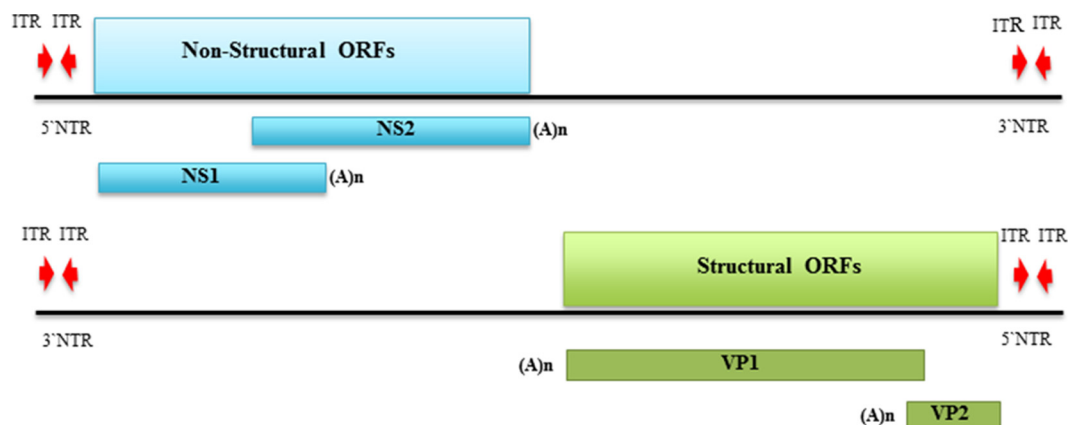 ITR ITR
Non-Structural ORFs
ITR ITR
5`NTR
3`NTR
NS2 (A)n
NS1 (A)n
ITR ITR
Structural ORFs
ITR ITR
3`NTR
5`NTR
(A)n VP1
(A)n VP2